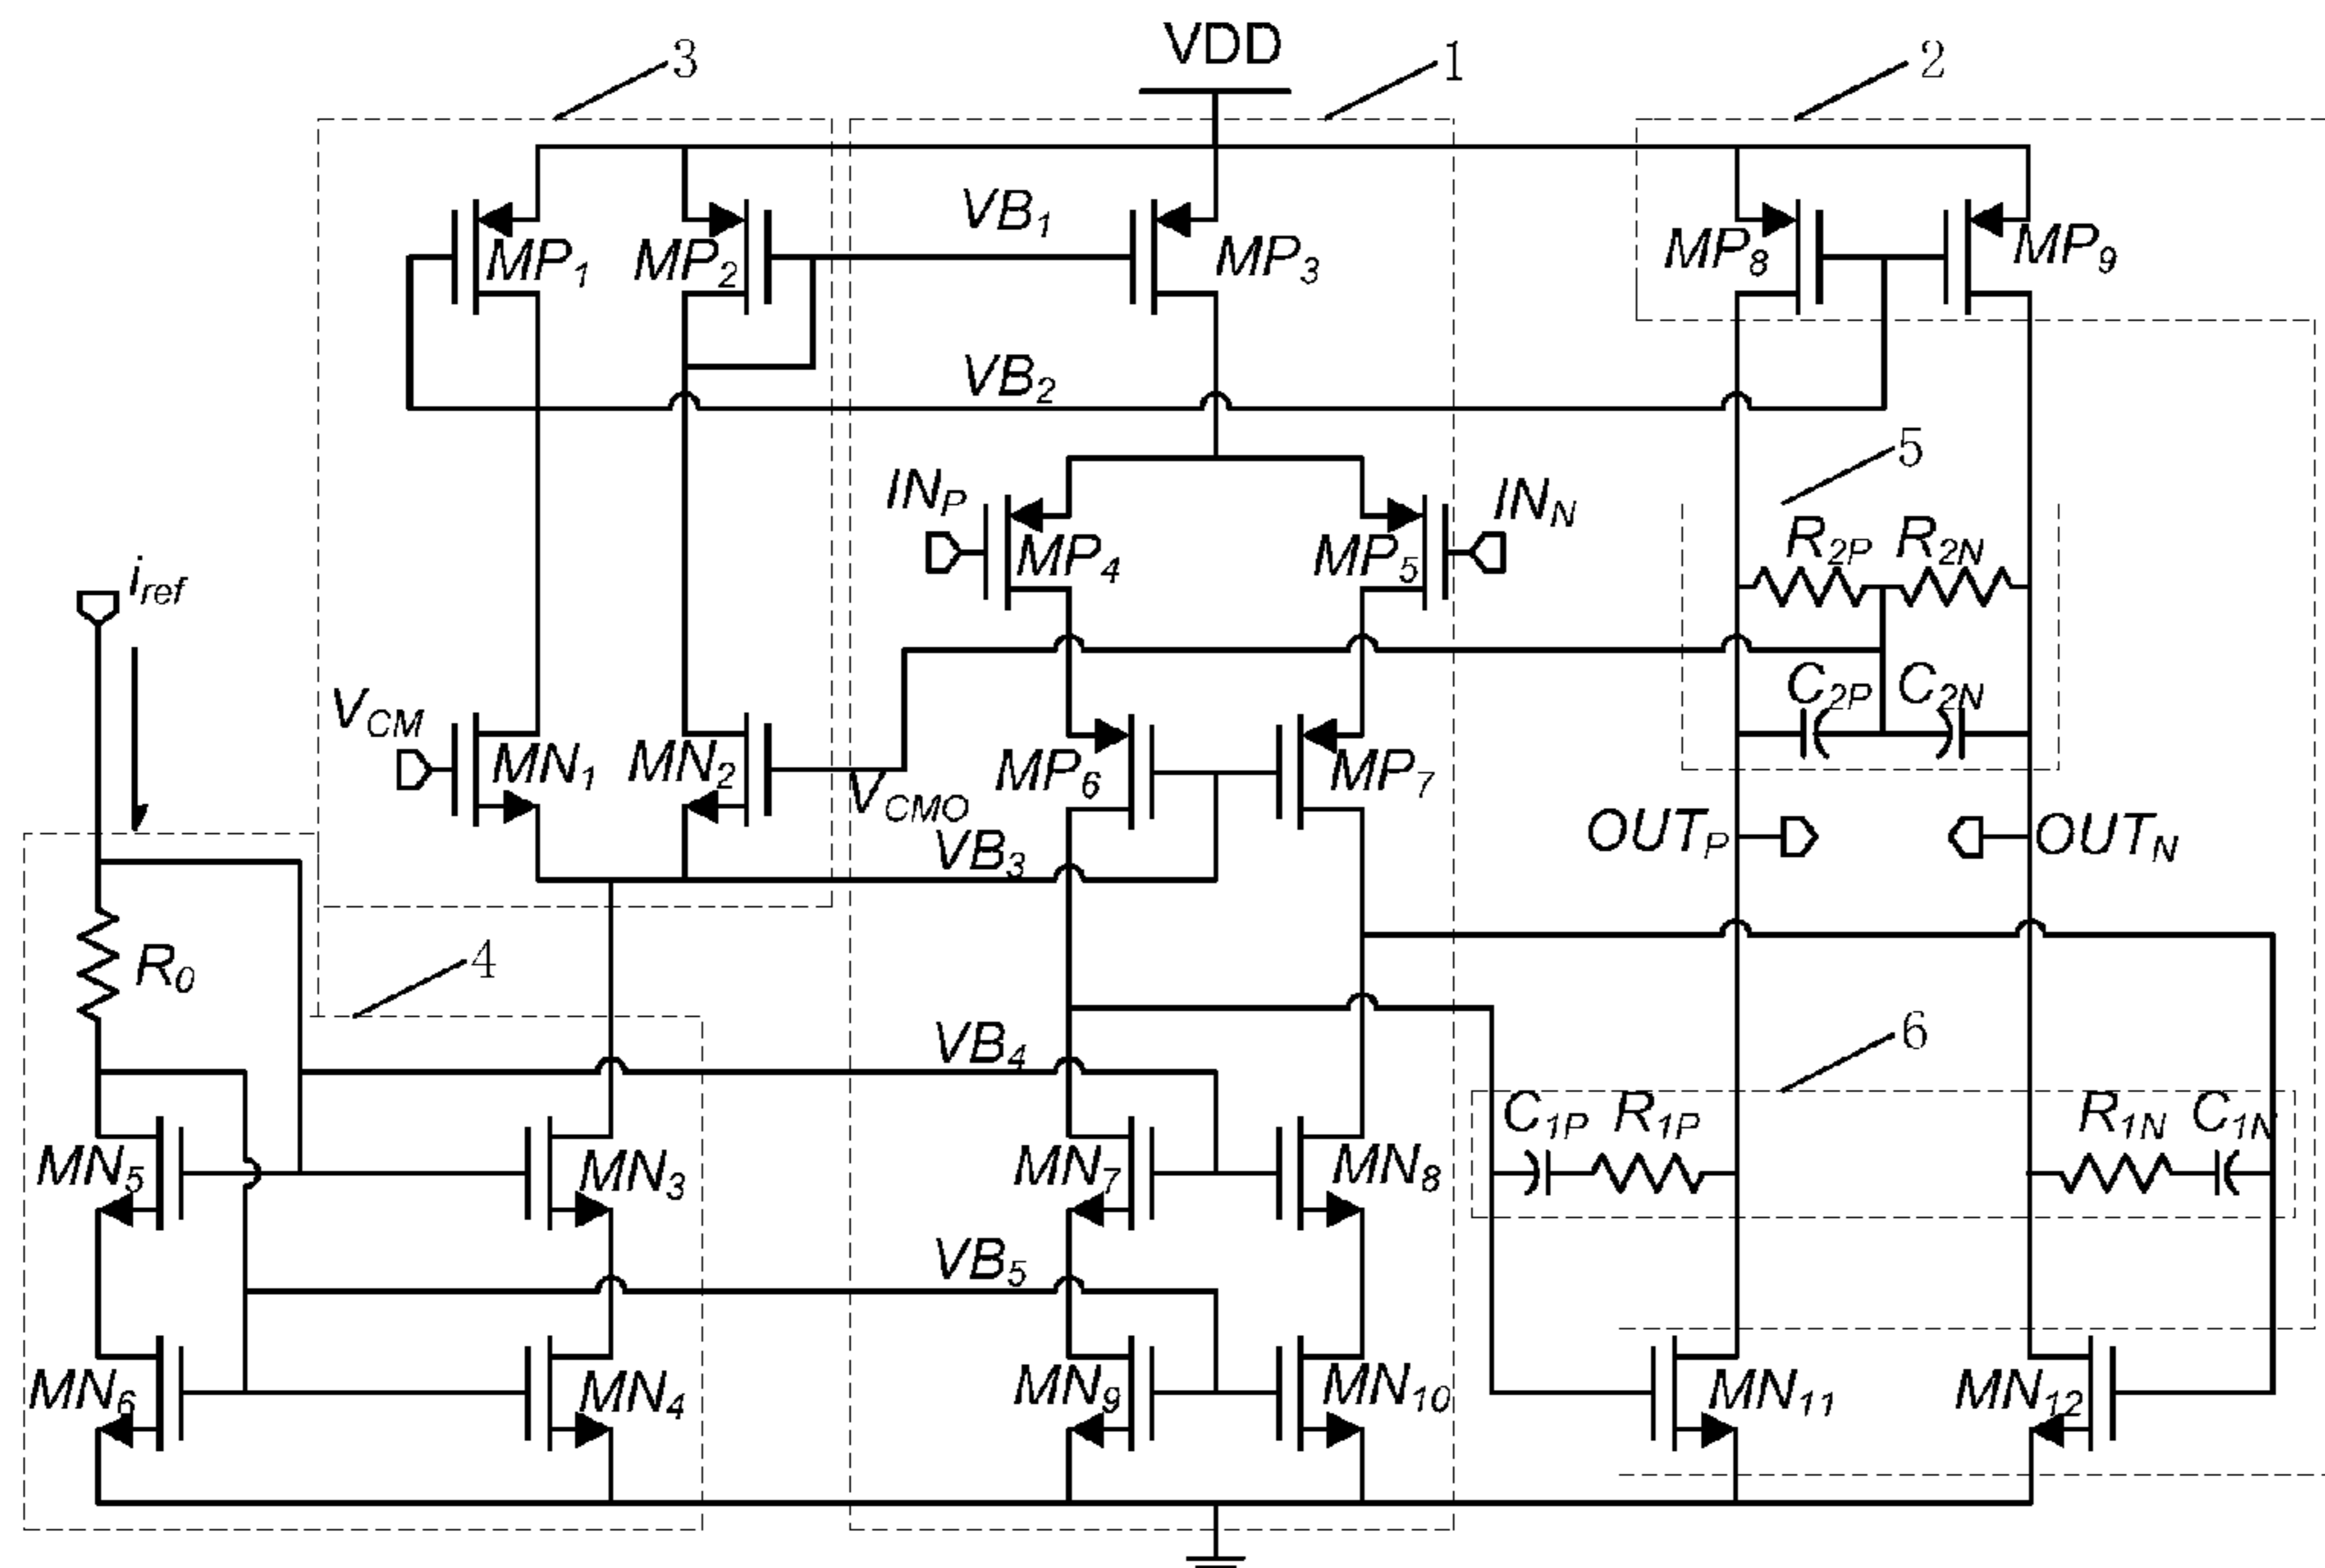 VDD
3
1
2
VB1
MP1
MP2
MP3
MP8
MP9
VB2
5
INP
INN
MP4
MP5
R2P
R2N
iref
VCM
C2P
C2N
MN1
MN2
MP6
MP7
VCMO
OUTP
OUTN
VB3
R0
4
VB4
6
C1P
R1P
R1N
C1N
MN5
MN3
MN7
MN8
VB5
MN6
MN4
MN9
MN10
MN11
MN12